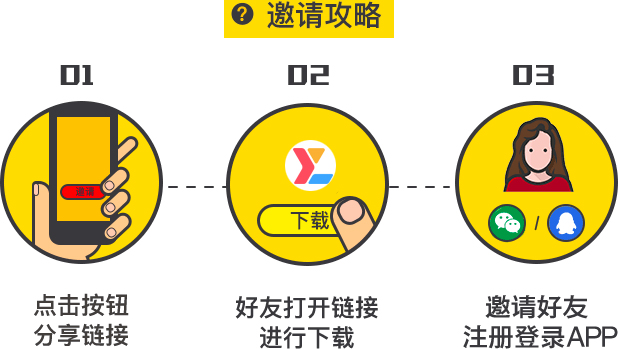 ? 邀请攻略
01
02
03
邀请
下载
/
点击按钮
分享链接
好友打开链接
进行下载
邀请好友
注册登录APP